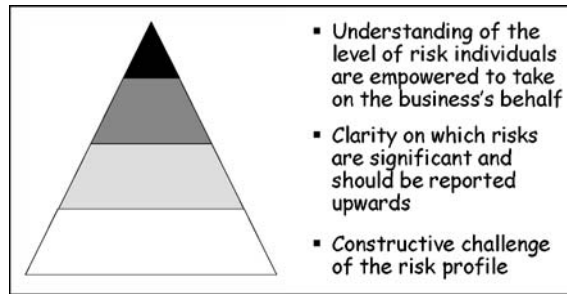 ▪ Understanding of the
level of risk individuals
are empowered to take
on the business's behalf
▪ Clarity on which risks
are significant and
should be reported
upwards
▪ Constructive challenge
of the risk profile